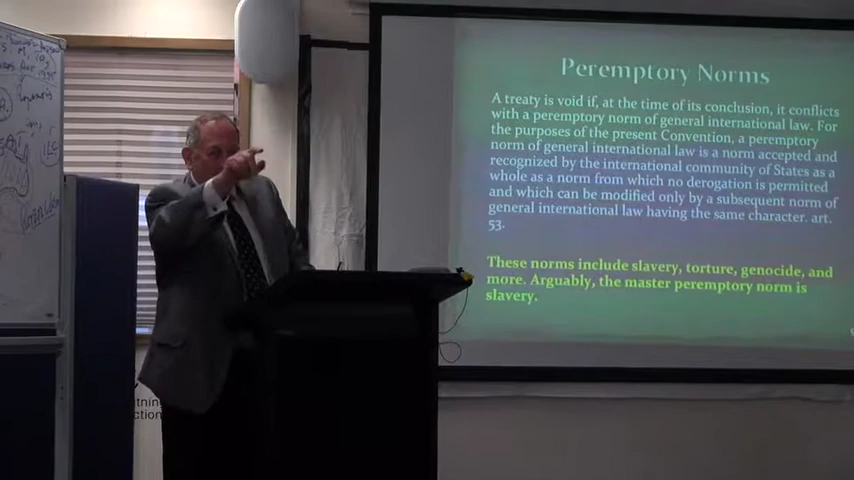 Peremptory Norms
A treaty is void if, at the time of its conclusion, it conflicts
with a peremptory norm of general international law. For
the purposes of the present Convention, a peremptory
norm of general international law is a norm accepted and
recognized by the international community of States as a
whole as a norm from which no derogation is permitted
and which can be modified only by a subsequent norm of
general international law having the same character. art.
53.
These norms include slavery, torture, genocide, and
more. Arguably, the master peremptory norm is
slavery.